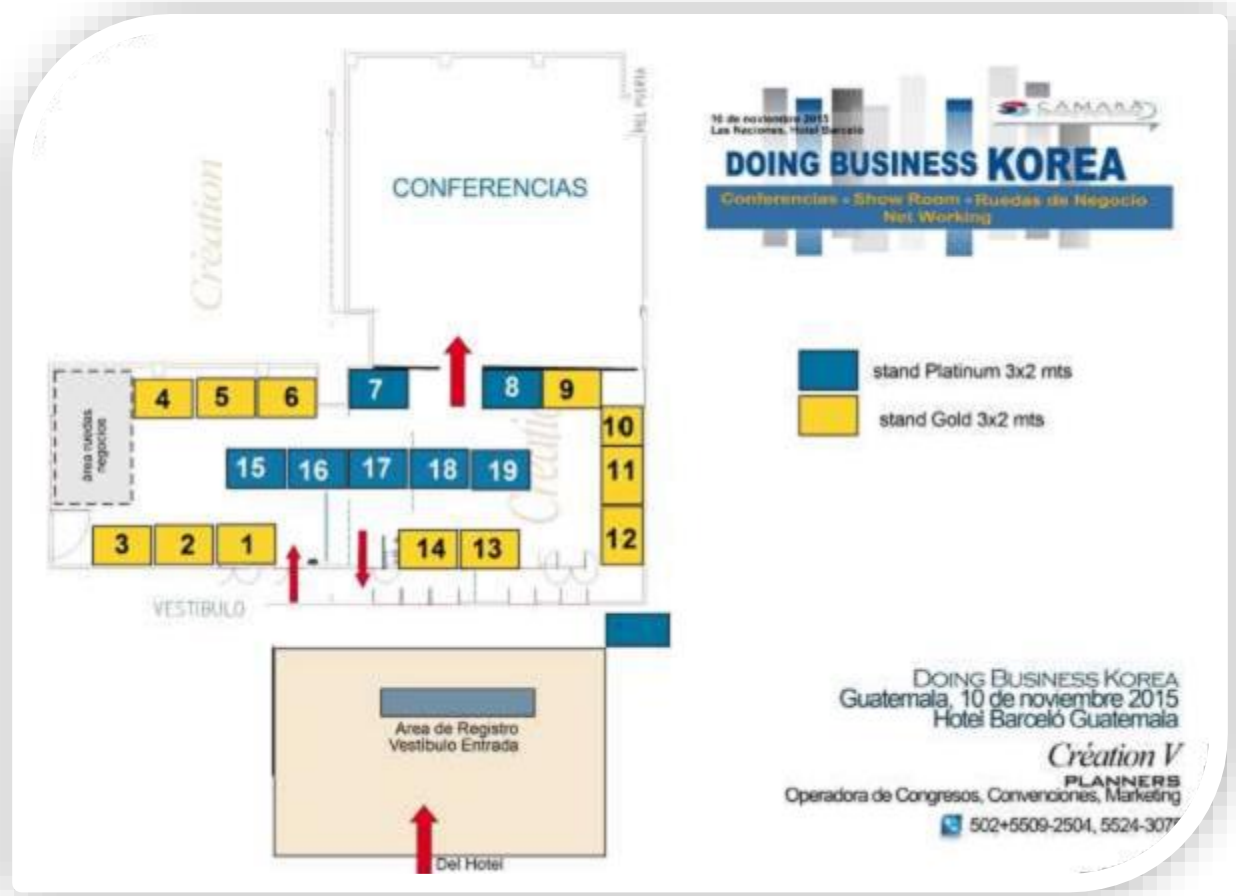 10 de noviembre 2015
Las Naciones, Hotel Barceló
CAMARA
DOING BUSINESS KOREA
Conferencias - Show Room - Ruedas de Negocio
Net Working
CONFERENCIAS
Création
stand Platinum 3x2 mts
stand Gold 3x2 mts
área ruedas
negocios
4
5
6
7
8
9
10
15
16
17
18
19
11
Création
3
2
1
14
13
12
VESTIBULO
Area de Registro
Vestíbulo Entrada
Del Hotel
DOING BUSINESS KOREA
Guatemala, 10 de noviembre 2015
Hotel Barceló Guatemala
Création V
PLANNERS
Operadora de Congresos, Convenciones, Marketing
502+5509-2504, 5524-307